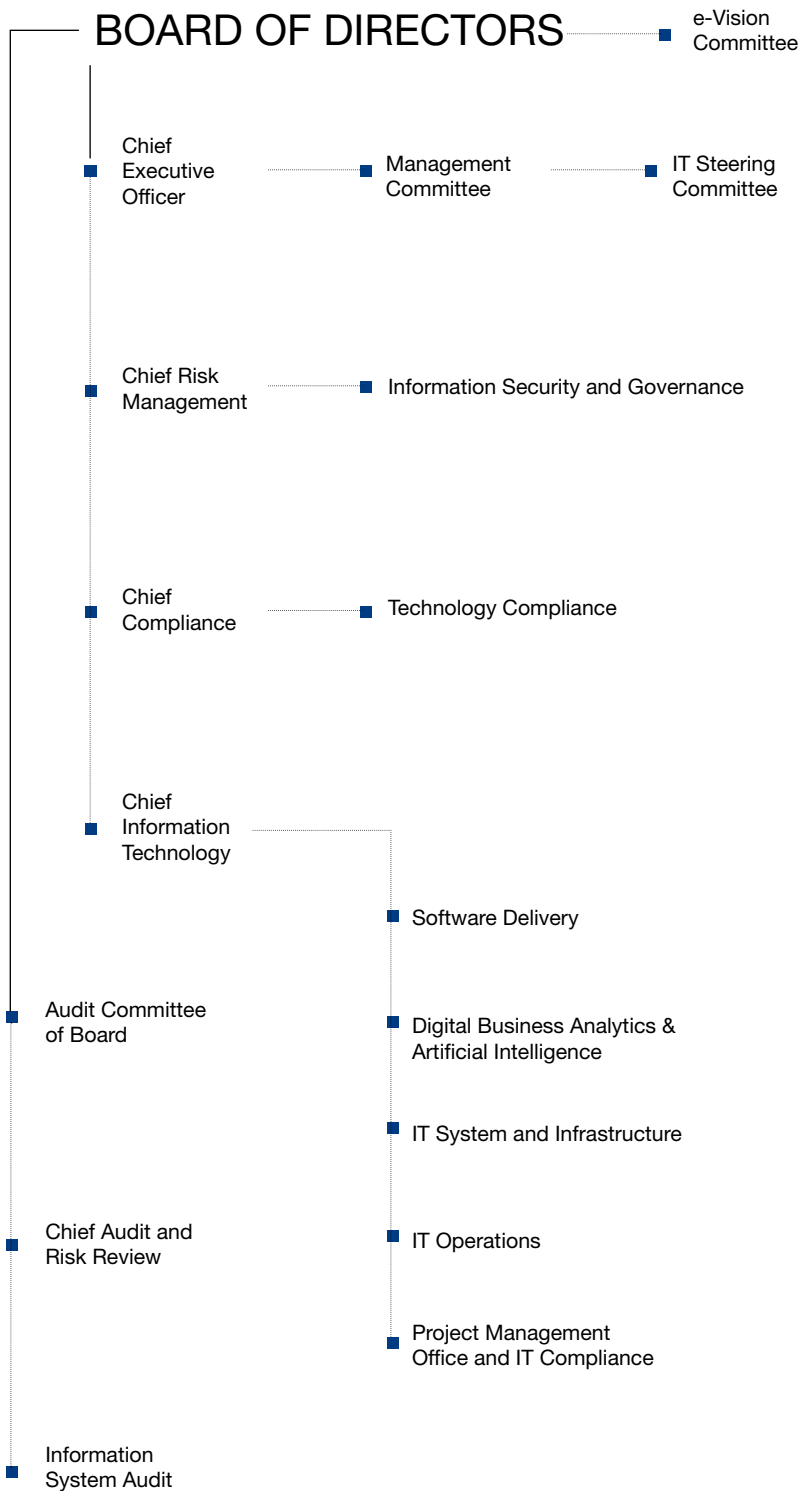 BOARD OF DIRECTORS
e-Vision
Committee
Chief
Executive
Officer
Management
Committee
IT Steering
Committee
Chief Risk
Management
Information Security and Governance
Chief
Compliance
Technology Compliance
Chief
Information
Technology
Software Delivery
Audit Committee
of Board
Digital Business Analytics &
Artificial Intelligence
IT System and Infrastructure
Chief Audit and
Risk Review
IT Operations
Project Management
Office and IT Compliance
Information
System Audit